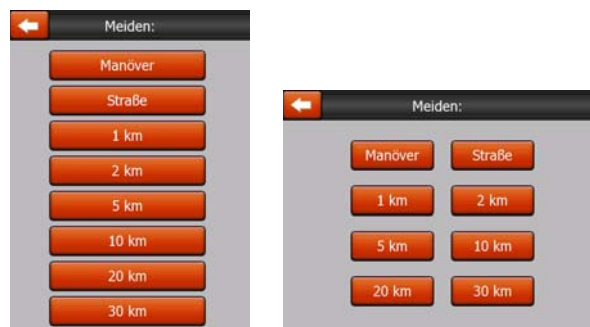 Meiden:
Manöver
Straße
1 km
2 km
5 km
10 km
20 km
30 km
Meiden:
Manöver Straße
1 km 2 km
5 km 10 km
20 km 30 km